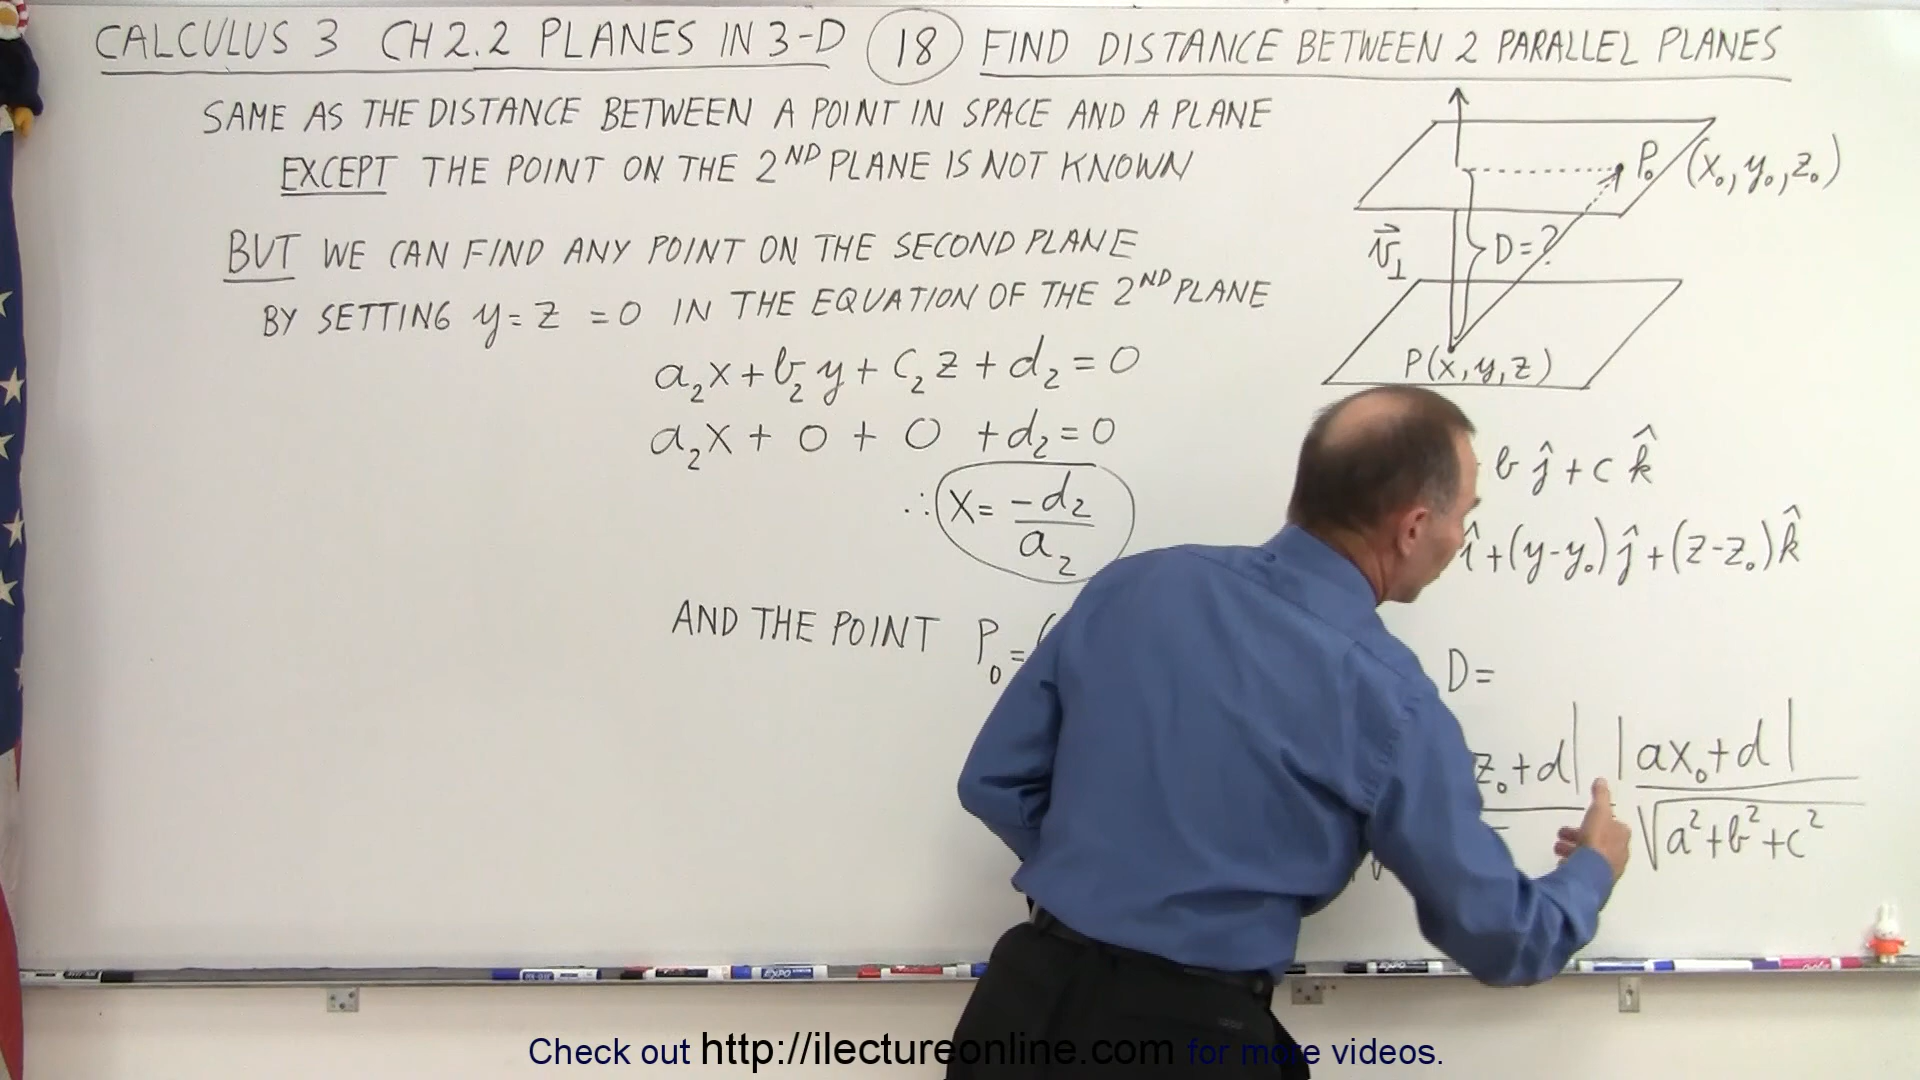 CALCULUS 3 CH 2.2 PLANES IN 3-D 18 FIND DISTANCE BETWEEN 2 PARALLEL PLANES
SAME AS THE DISTANCE BETWEEN A POINT IN SPACE AND A PLANE
EXCEPT THE POINT ON THE 2ND PLANE IS NOT KNOWN
BUT WE CAN FIND ANY POINT ON THE SECOND PLANE
BY SETTING y=z=0 IN THE EQUATION OF THE 2ND PLANE
a₂x+b₂y+c₂z+d₂=0
a₂x+0+0+d₂=0
∴ x=-d₂/a₂
AND THE POINT P₀=(
P₀ (x₀,y₀,z₀)
v⃗⊥ D=?
P(x,y,z)
b ĵ + c k̂
î+(y-y₀)ĵ+(z-z₀)k̂
D=
z₀+d| |ax₀+d|
√a²+b²+c²
EXPO
Check out http://ilectureonline.com for more videos.